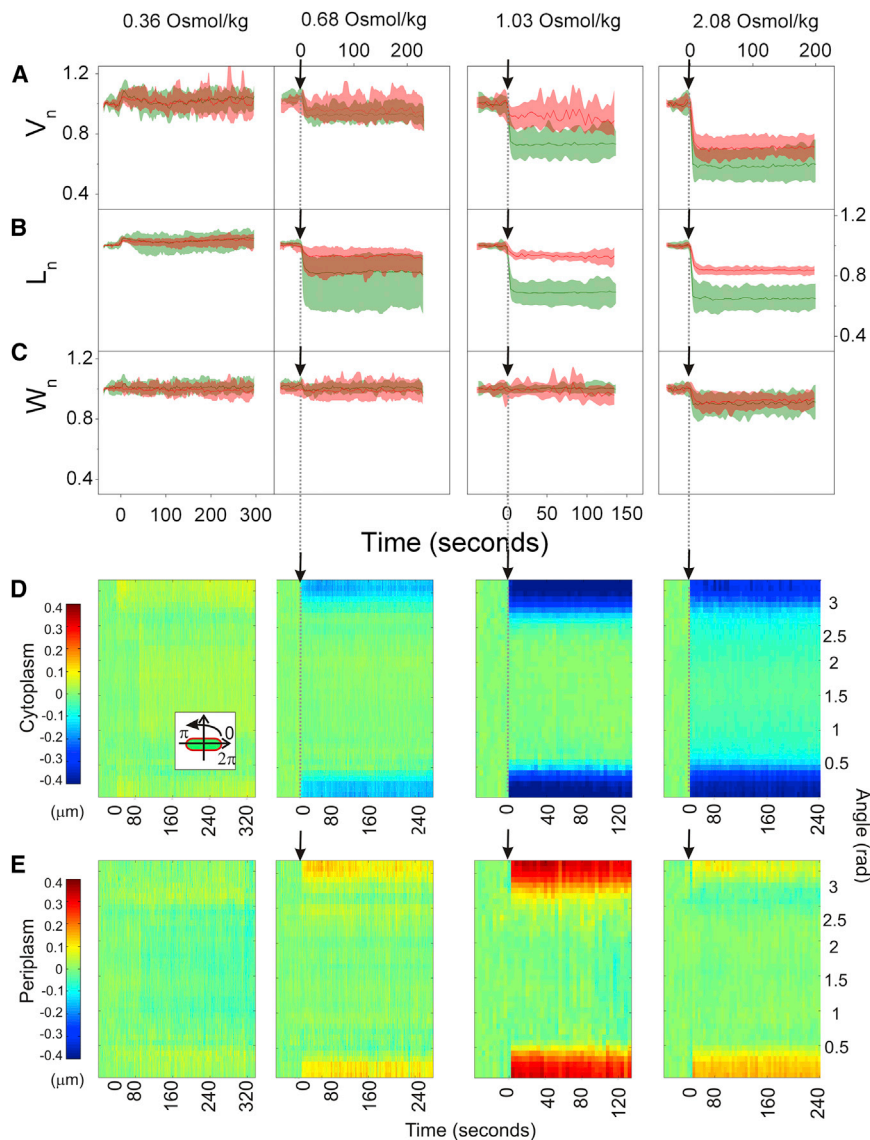 0.36 Osmol/kg 0.68 Osmol/kg 1.03 Osmol/kg 2.08 Osmol/kg
0 100 200 0 100 200
A
1.2
0.8
0.4
Vn
B
Ln
1.2
0.8
0.4
C
1.2
0.8
0.4
Wn
0 100 200 300 0 50 100 150
Time (seconds)
D
0.4
0.3
0.2
0.1
0
-0.1
-0.2
-0.3
-0.4
(µm)
Cytoplasm
π 0
2π
3
2.5
2
1.5
1
0.5
0 80 160 240 320 0 80 160 240 0 40 80 120 0 80 160 240
Angle (rad)
E
0.4
0.3
0.2
0.1
0
-0.1
-0.2
-0.3
-0.4
(µm)
Periplasm
3
2.5
2
1.5
1
0.5
0 80 160 240 320 0 80 160 240 0 40 80 120 0 80 160 240
Time (seconds)